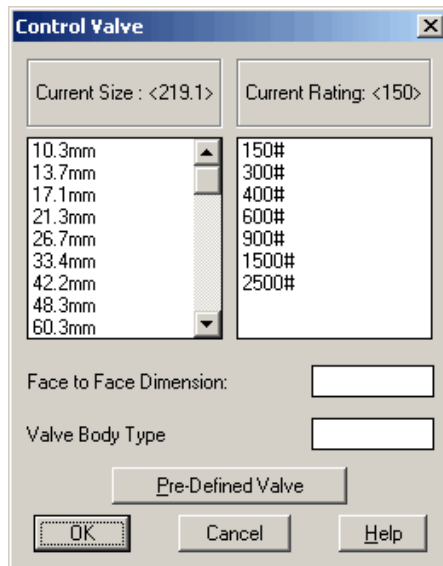 Control Valve
Current Size : <219.1>
Current Rating: <150>
10.3mm
13.7mm
17.1mm
21.3mm
26.7mm
33.4mm
42.2mm
48.3mm
60.3mm
150#
300#
400#
600#
900#
1500#
2500#
Face to Face Dimension:
Valve Body Type
Pre-Defined Valve
OK
Cancel
Help